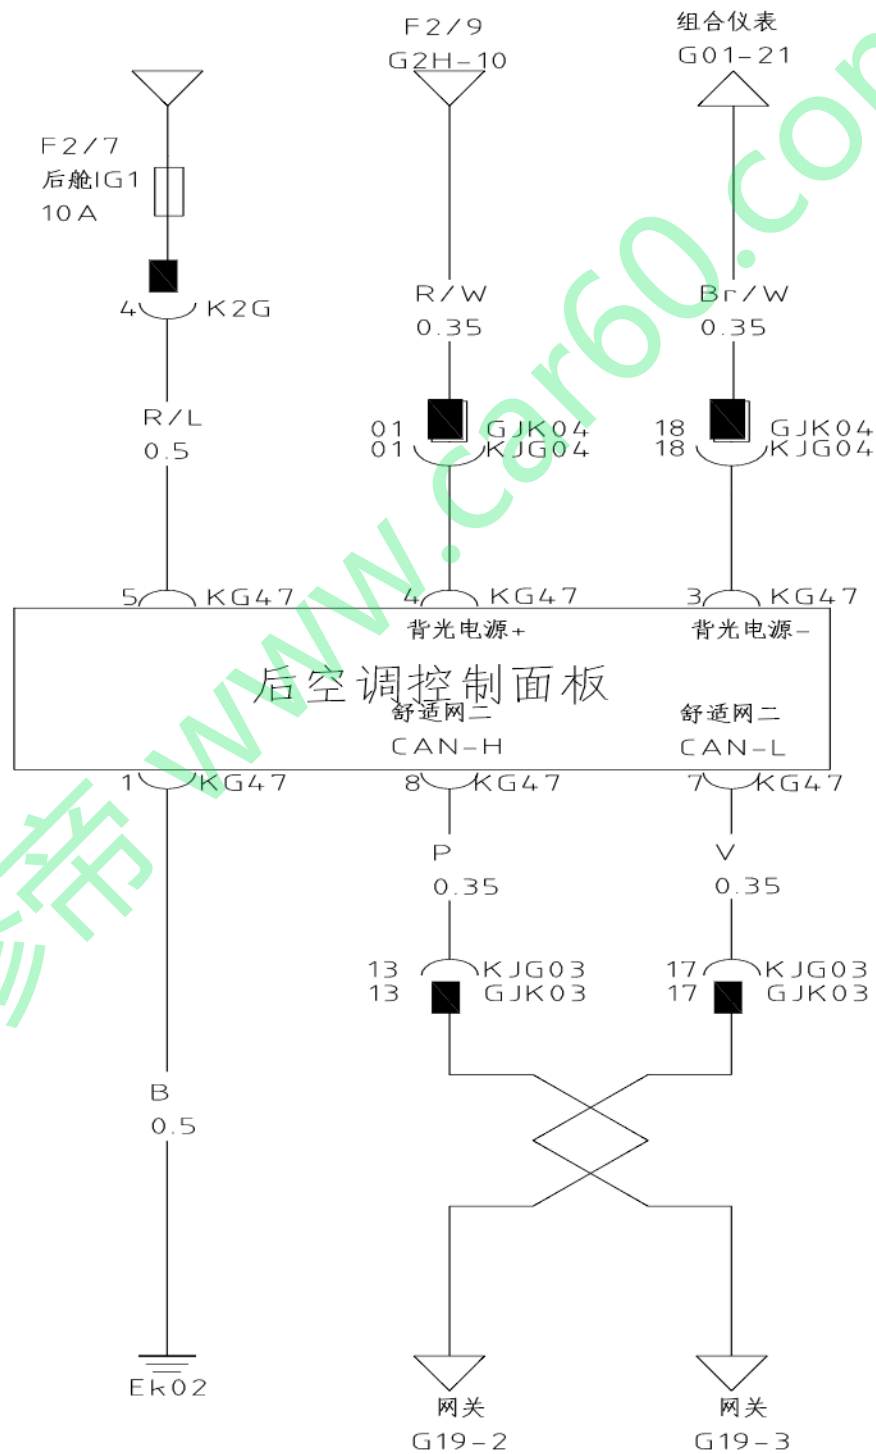 F2/9
G2H-10
组合仪表
G01-21
F2/7
后舱IG1
10A
4 K2G
R/W
0.35
Br/W
0.35
R/L
0.5
01 GJK04
01 KJG04
18 GJK04
18 KJG04
5 KG47
4 KG47
3 KG47
背光电源+
背光电源-
后空调控制面板
舒适网二
CAN-H
舒适网二
CAN-L
1 KG47
8 KG47
7 KG47
P
0.35
V
0.35
13 KJG03
13 GJK03
17 KJG03
17 GJK03
B
0.5
Ek02
网关
G19-2
网关
G19-3
帝 www.car60.com